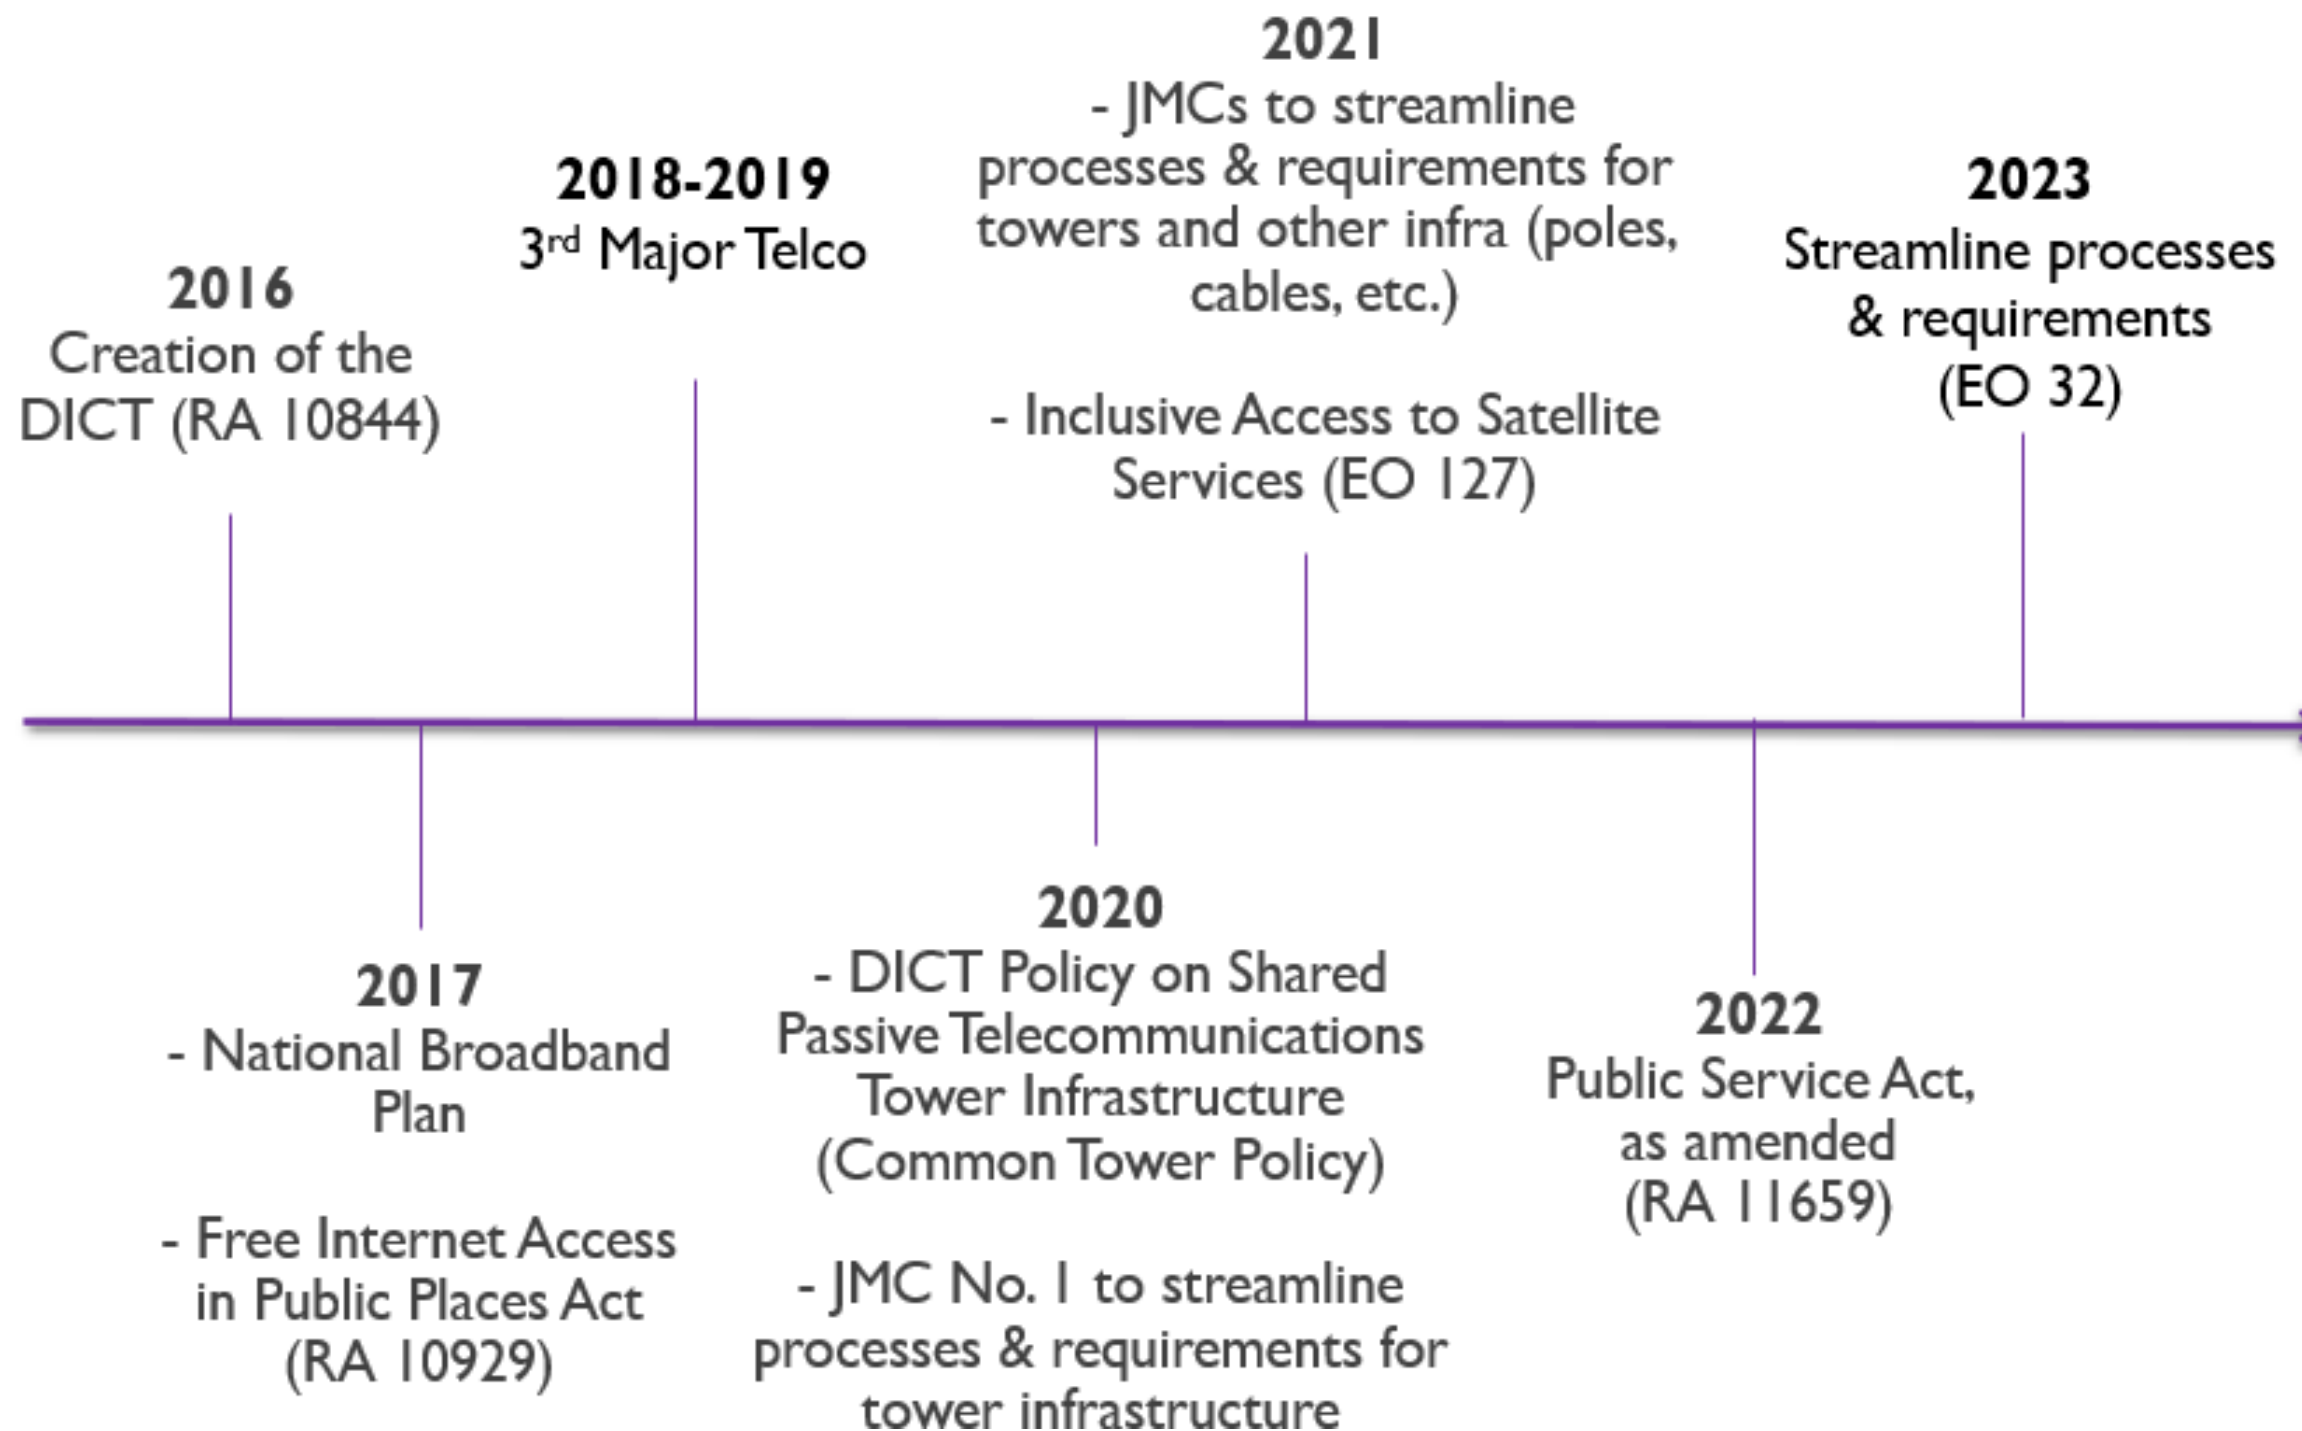 2016
Creation of the
DICT (RA 10844)
2017
- National Broadband
Plan
- Free Internet Access
in Public Places Act
(RA 10929)
2018-2019
3rd Major Telco
2020
- DICT Policy on Shared
Passive Telecommunications
Tower Infrastructure
(Common Tower Policy)
- JMC No. 1 to streamline
processes & requirements for
tower infrastructure
2021
- JMCs to streamline
processes & requirements for
towers and other infra (poles,
cables, etc.)
- Inclusive Access to Satellite
Services (EO 127)
2022
Public Service Act,
as amended
(RA 11659)
2023
Streamline processes
& requirements
(EO 32)